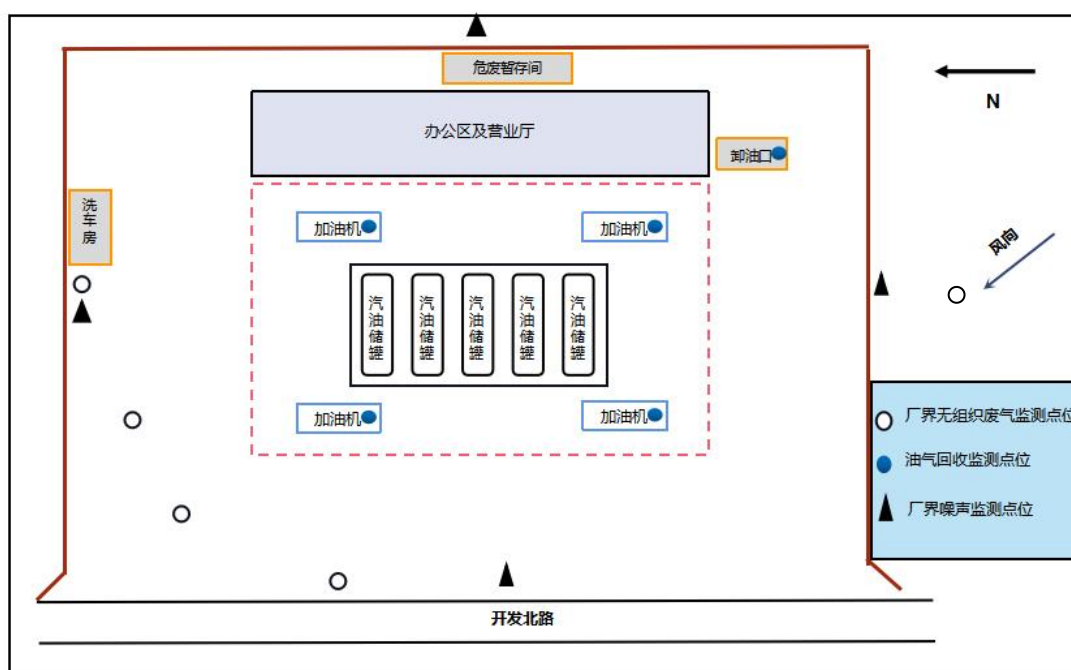 危废暂存间
N
办公区及营业厅
卸油口
洗车房
加油机
加油机
风向
汽油储罐
汽油储罐
汽油储罐
汽油储罐
汽油储罐
加油机
加油机
厂界无组织废气监测点位
油气回收监测点位
厂界噪声监测点位
开发北路